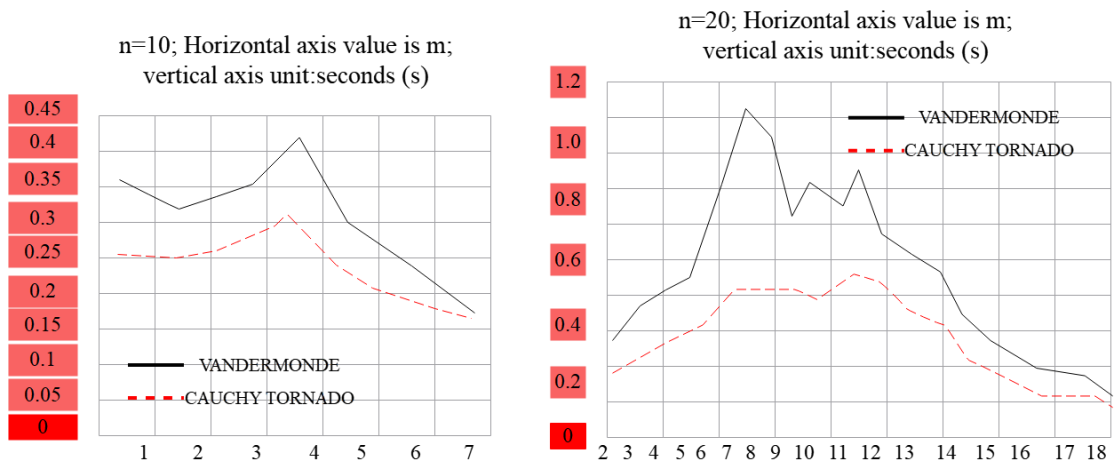 n=10; Horizontal axis value is m;
vertical axis unit:seconds (s)
0.45
0.4
0.35
0.3
0.25
0.2
0.15
0.1
0.05
0
VANDERMONDE
CAUCHY TORNADO
1 2 3 4 5 6 7
n=20; Horizontal axis value is m;
vertical axis unit:seconds (s)
1.2
1.0
0.8
0.6
0.4
0.2
0
VANDERMONDE
CAUCHY TORNADO
2 3 4 5 6 7 8 9 10 11 12 13 14 15 16 17 18